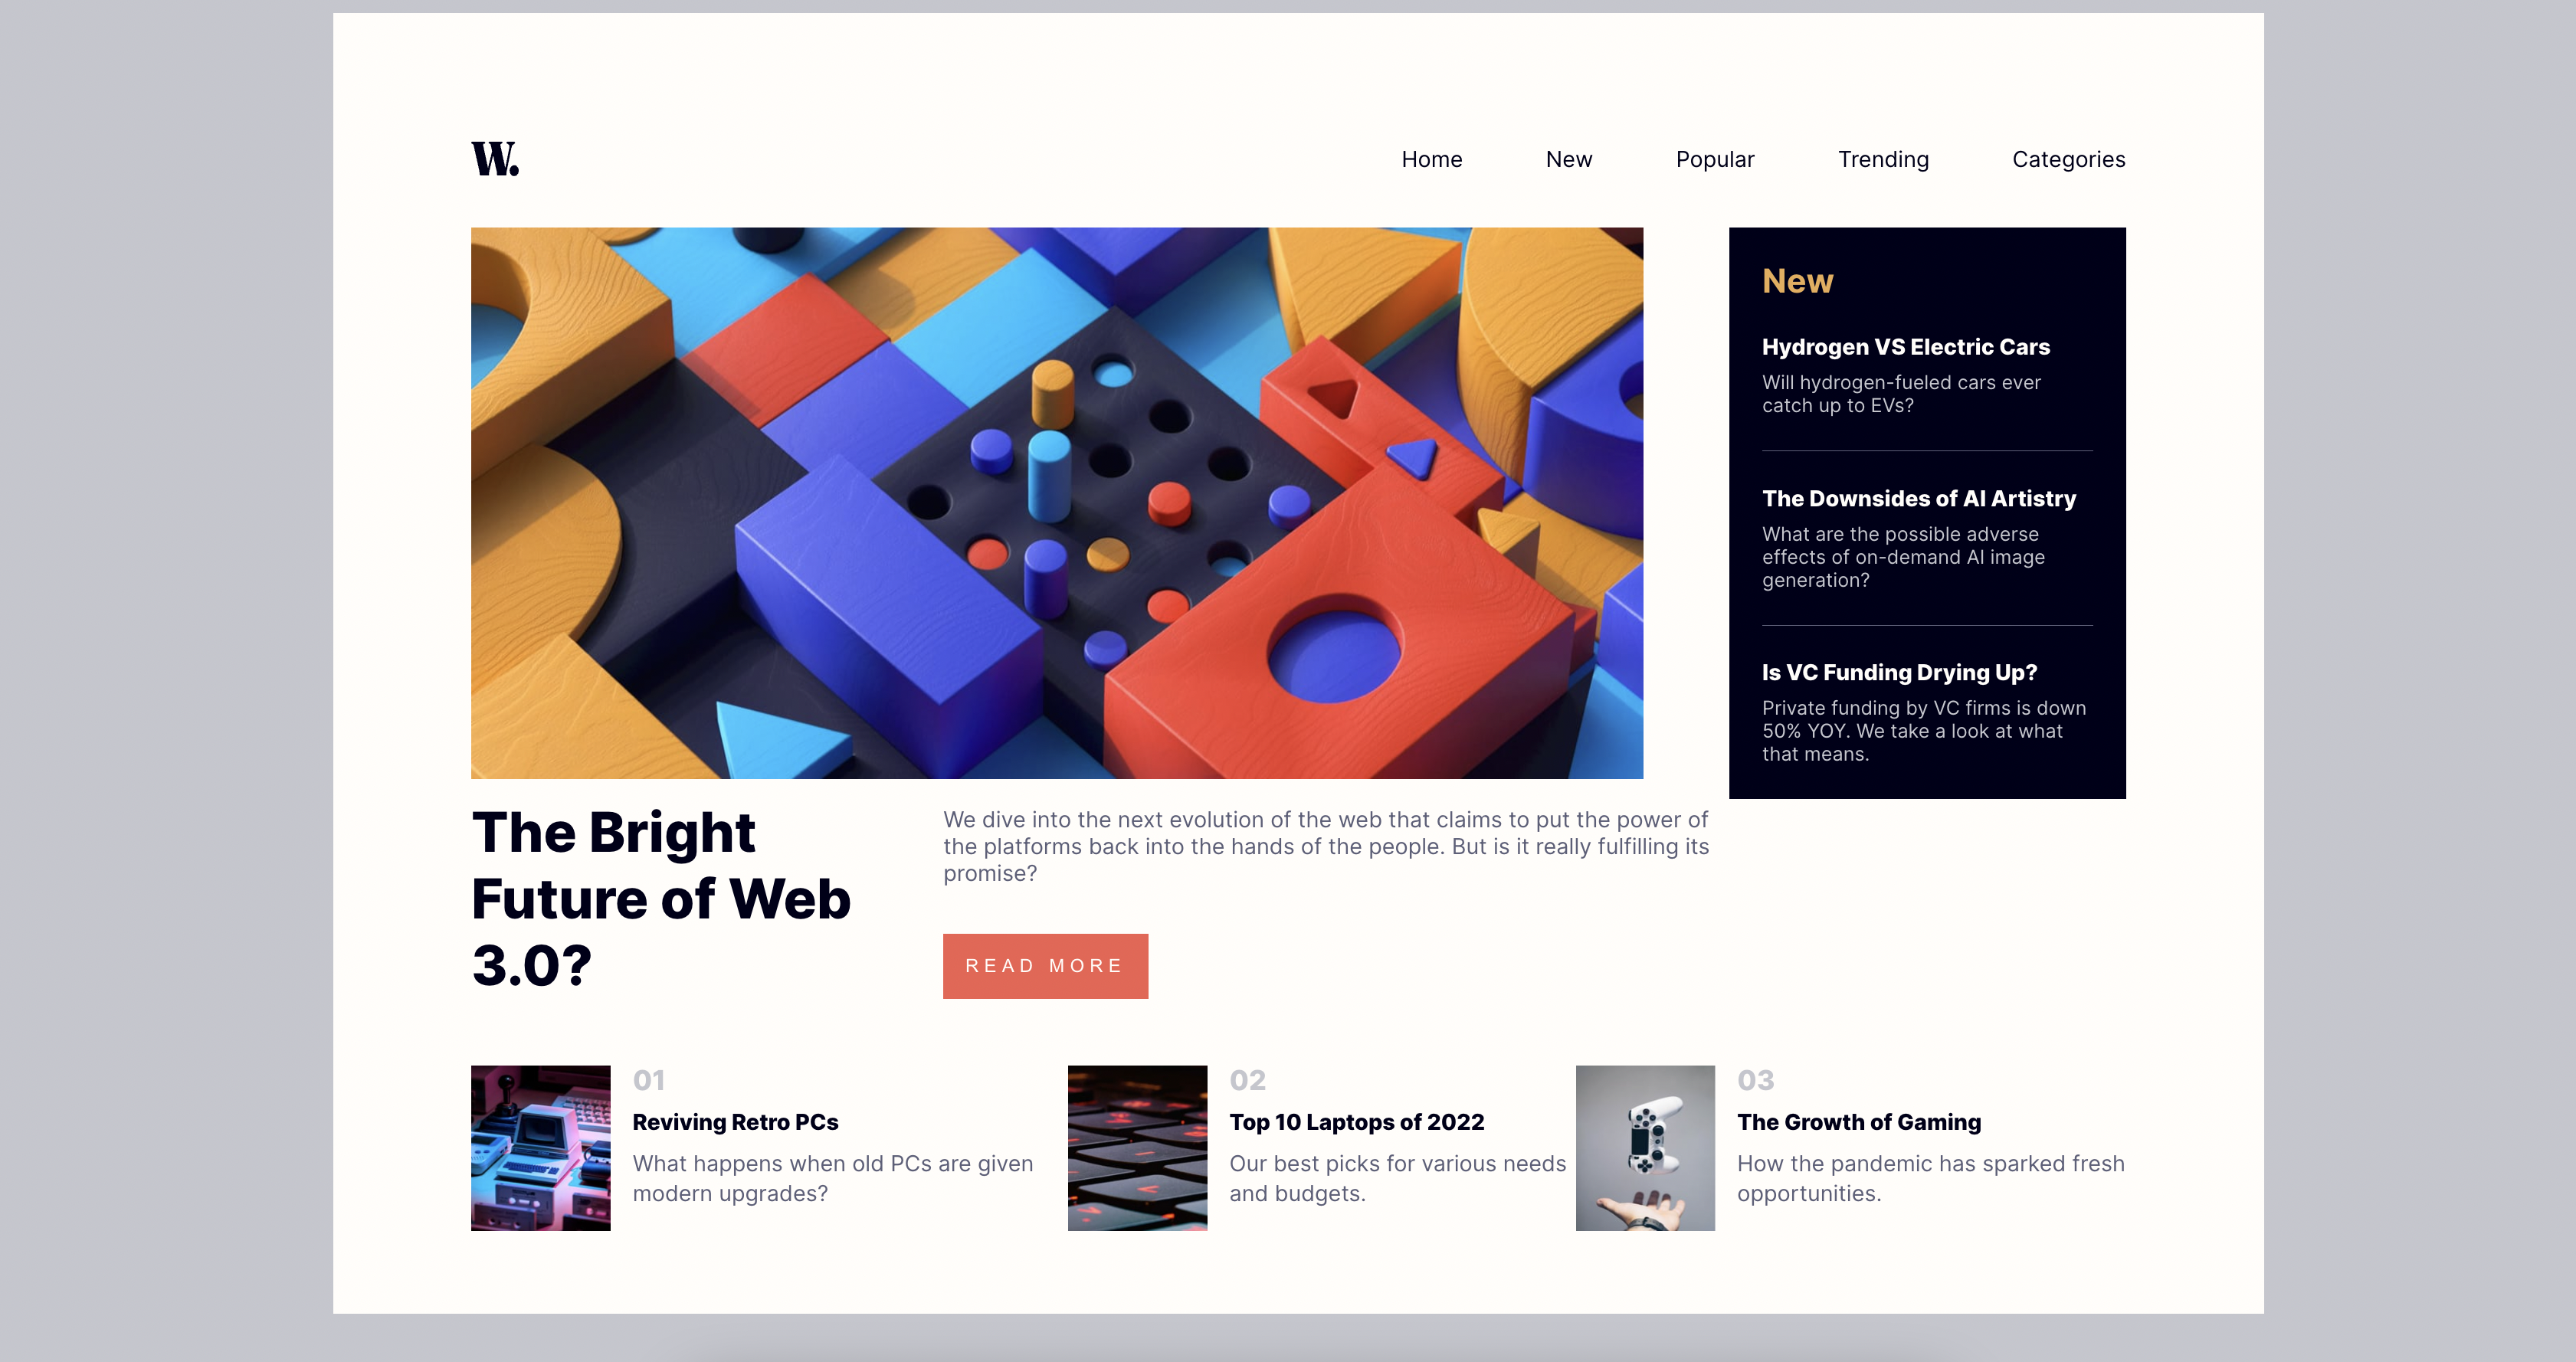 W.
Home New Popular Trending Categories
New
Hydrogen VS Electric Cars
Will hydrogen-fueled cars ever
catch up to EVs?
The Downsides of AI Artistry
What are the possible adverse
effects of on-demand AI image
generation?
Is VC Funding Drying Up?
Private funding by VC firms is down
50% YOY. We take a look at what
that means.
The Bright
Future of Web
3.0?
We dive into the next evolution of the web that claims to put the power of
the platforms back into the hands of the people. But is it really fulfilling its
promise?
READ MORE
01
Reviving Retro PCs
What happens when old PCs are given
modern upgrades?
02
Top 10 Laptops of 2022
Our best picks for various needs
and budgets.
03
The Growth of Gaming
How the pandemic has sparked fresh
opportunities.